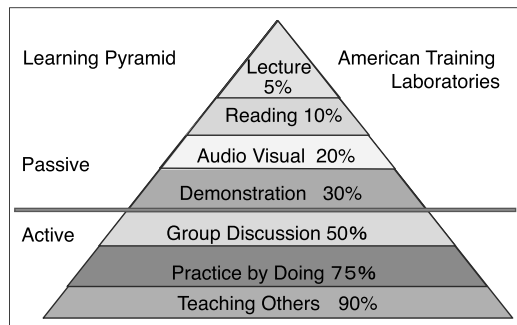 Learning Pyramid
American Training
Laboratories
Lecture
5%
Reading 10%
Audio Visual 20%
Passive
Demonstration 30%
Active
Group Discussion 50%
Practice by Doing 75%
Teaching Others 90%